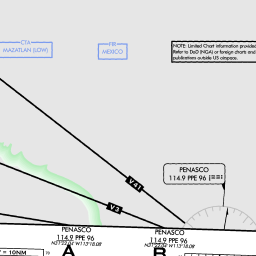 CTA
MAZATLAN (LOW)
FIR
MEXICO
NOTE: Limited Chart information provided
Refer to DoD (NGA) or foreign charts and
publications outside US airspace.
PENASCO
114.9 PPE 96
V41
V3
PENASCO
114.9 PPE 96
A
PENASCO
114.9 PPE 96
B
= 10NM